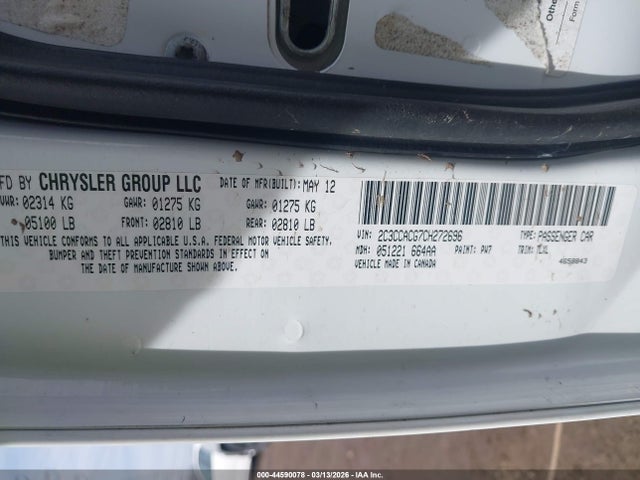 Othe
Form
FD BY CHRYSLER GROUP LLC DATE OF MFR(BUILT): MAY 12
VWR: 02314 KG GAWR: 01275 KG GAWR: 01275 KG
05100 LB FRONT: 02810 LB REAR: 02810 LB
THIS VEHICLE CONFORMS TO ALL APPLICABLE U.S.A. FEDERAL MOTOR VEHICLE SAFETY,
BUMPER AND THEFT PREVENTION STANDARDS IN EFFECT
ON THE DATE OF MANUFACTURE SHOWN ABOVE.
VIN: 2C3CCACG7CH272696 TYPE: PASSENGER CAR
MDH: 051221 664AA PAINT: PW7 TRIM:
VEHICLE MADE IN CANADA 4658843
000-44590078 | 03/13/2026 | IAA Inc.